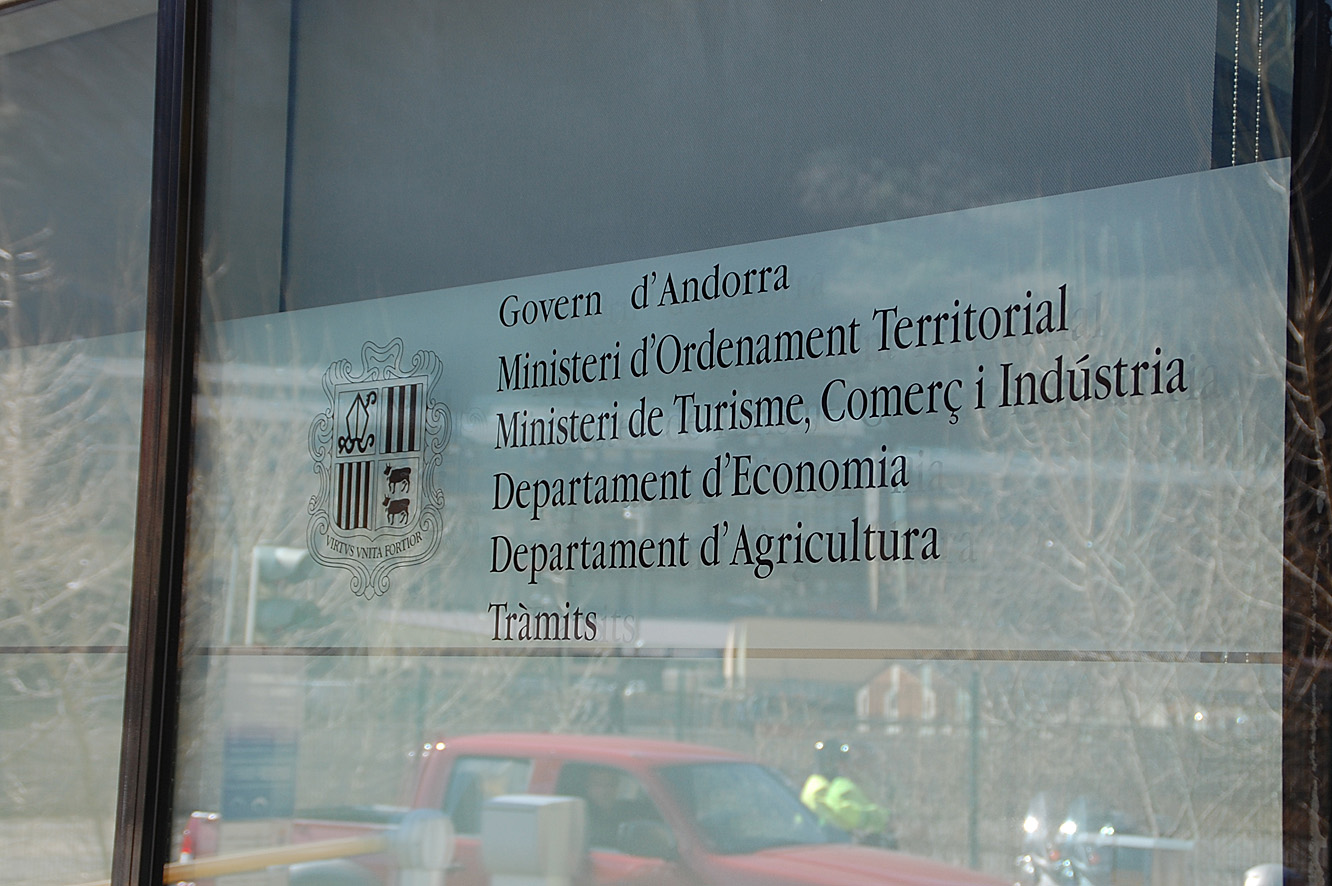 Govern d'Andorra
Ministeri d'Ordenament Territorial
Ministeri de Turisme, Comerç i Indústria
Departament d'Economia
Departament d'Agricultura
Tràmits
VIRTVS VNITA FORTIOR